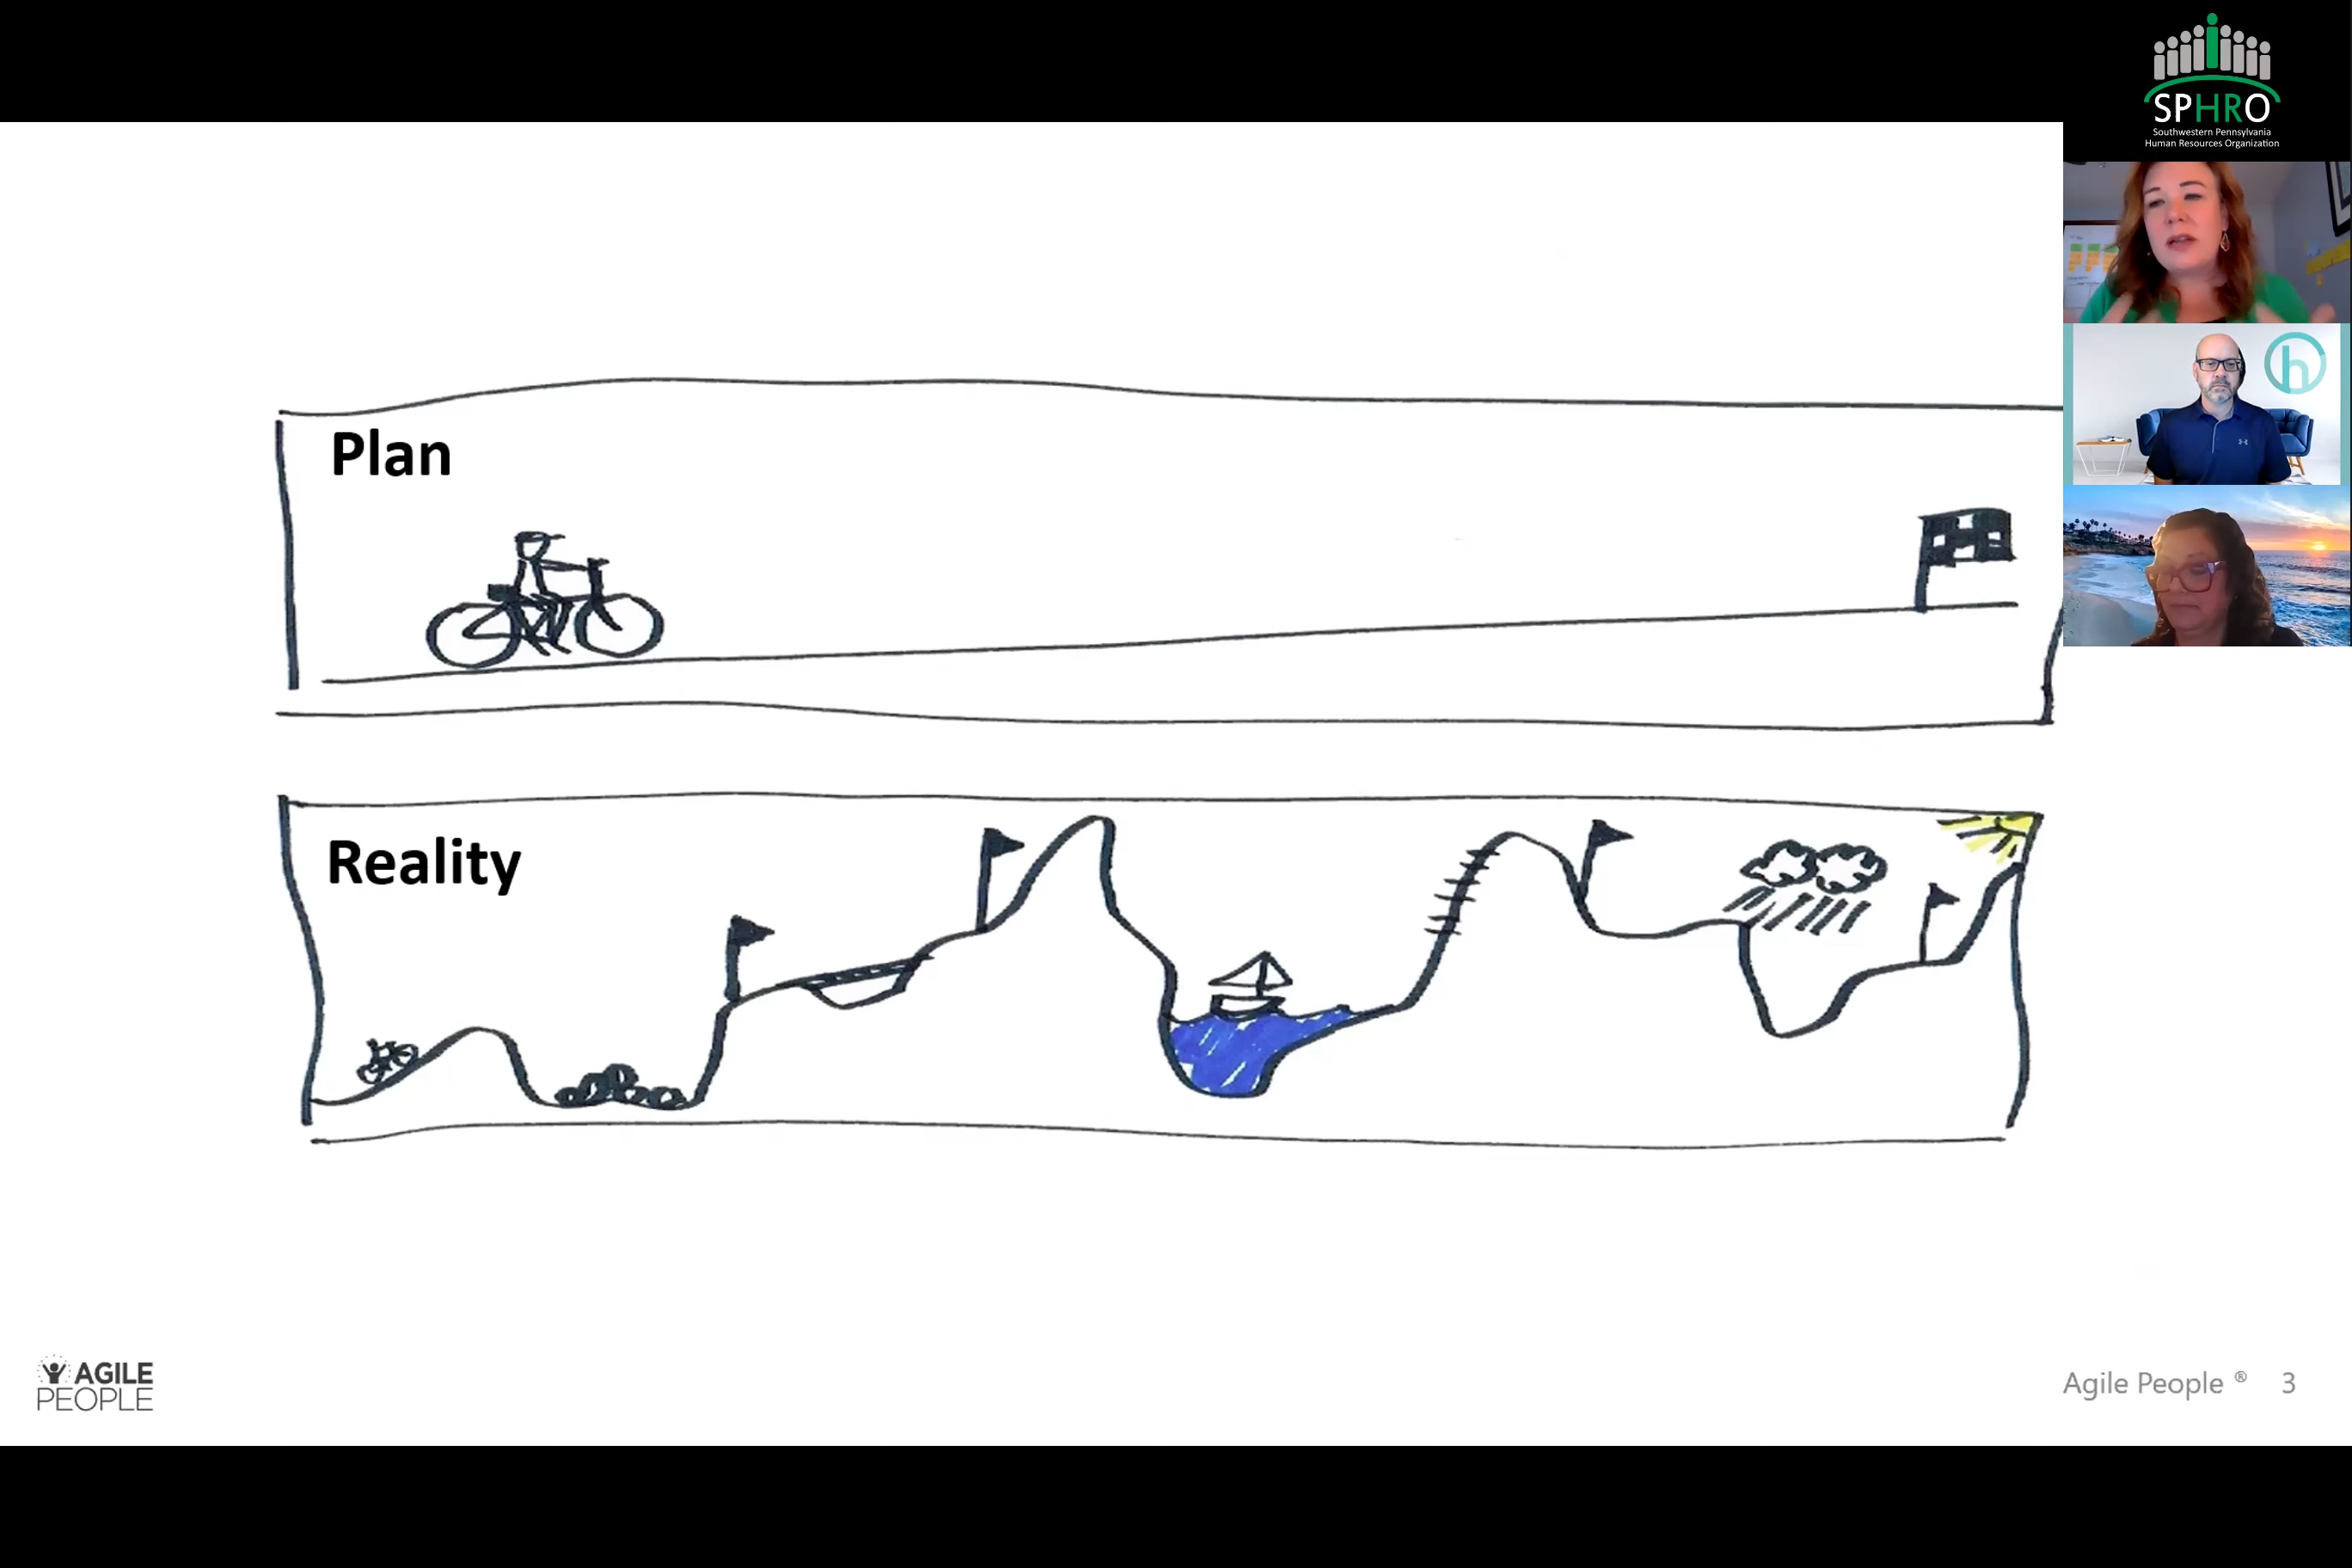 SPHRO
Southwestern Pennsylvania
Human Resources Organization
h
Plan
Reality
AGILE
PEOPLE
Agile People ® 3